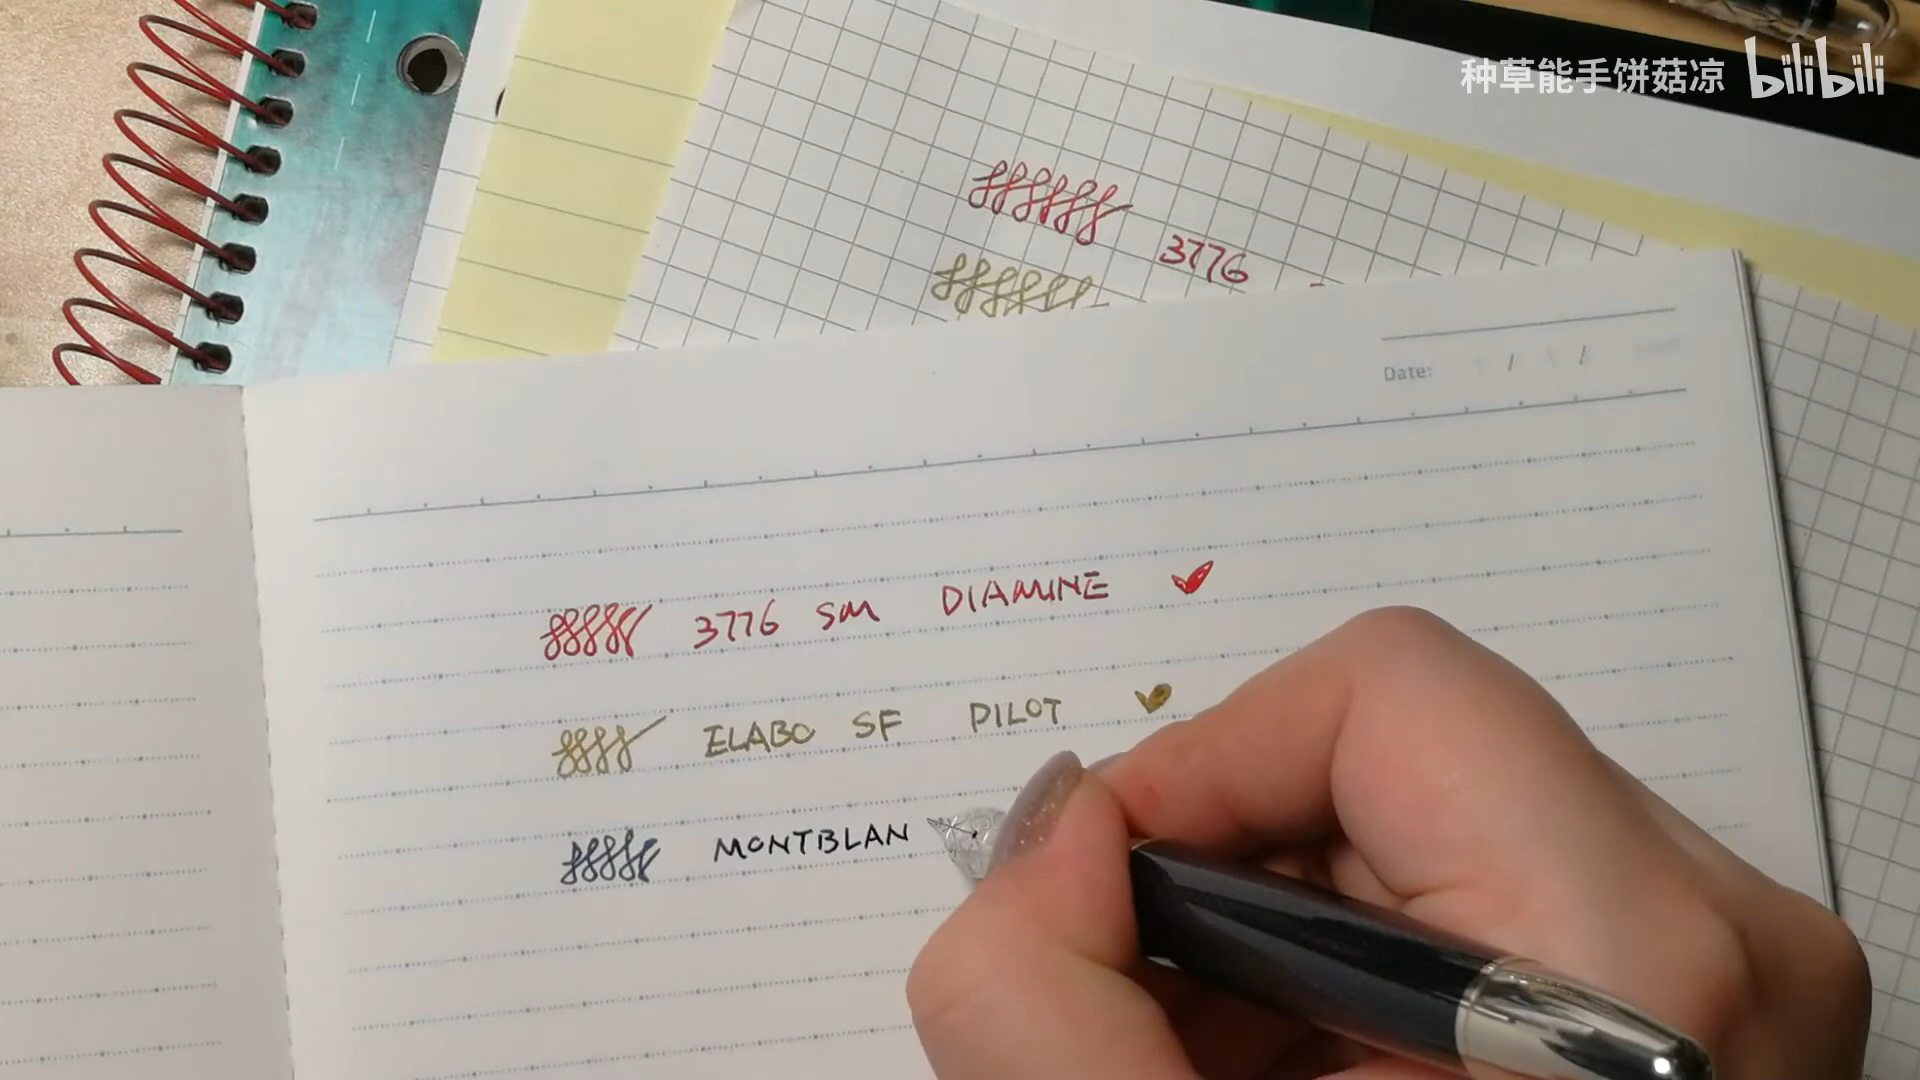 种草能手饼菇凉 bilibili
3776
Date: / /
3776 SM DIAMINE
ELABO SF PILOT
MONTBLAN